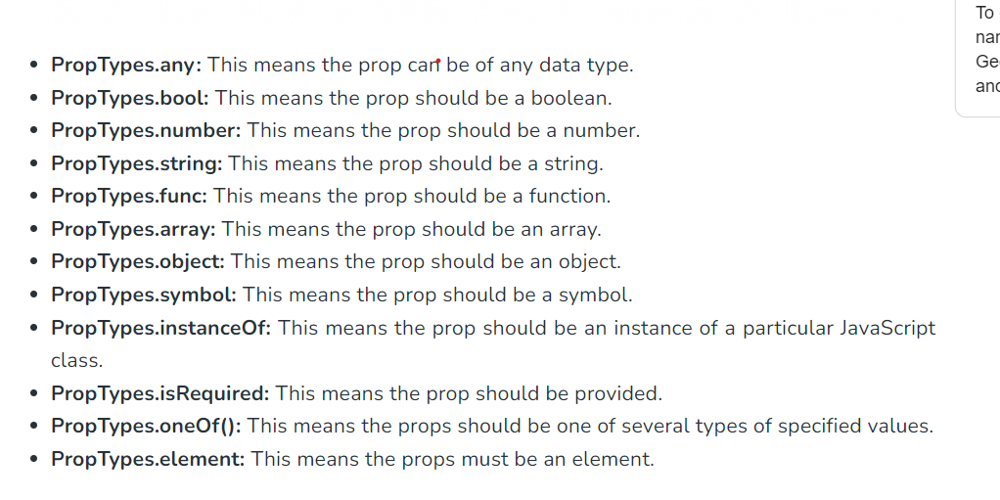 PropTypes.any: This means the prop can be of any data type.
PropTypes.bool: This means the prop should be a boolean.
PropTypes.number: This means the prop should be a number.
PropTypes.string: This means the prop should be a string.
PropTypes.func: This means the prop should be a function.
PropTypes.array: This means the prop should be an array.
PropTypes.object: This means the prop should be an object.
PropTypes.symbol: This means the prop should be a symbol.
PropTypes.instanceOf: This means the prop should be an instance of a particular JavaScript
class.
PropTypes.isRequired: This means the prop should be provided.
PropTypes.oneOf(): This means the props should be one of several types of specified values.
PropTypes.element: This means the props must be an element.
To